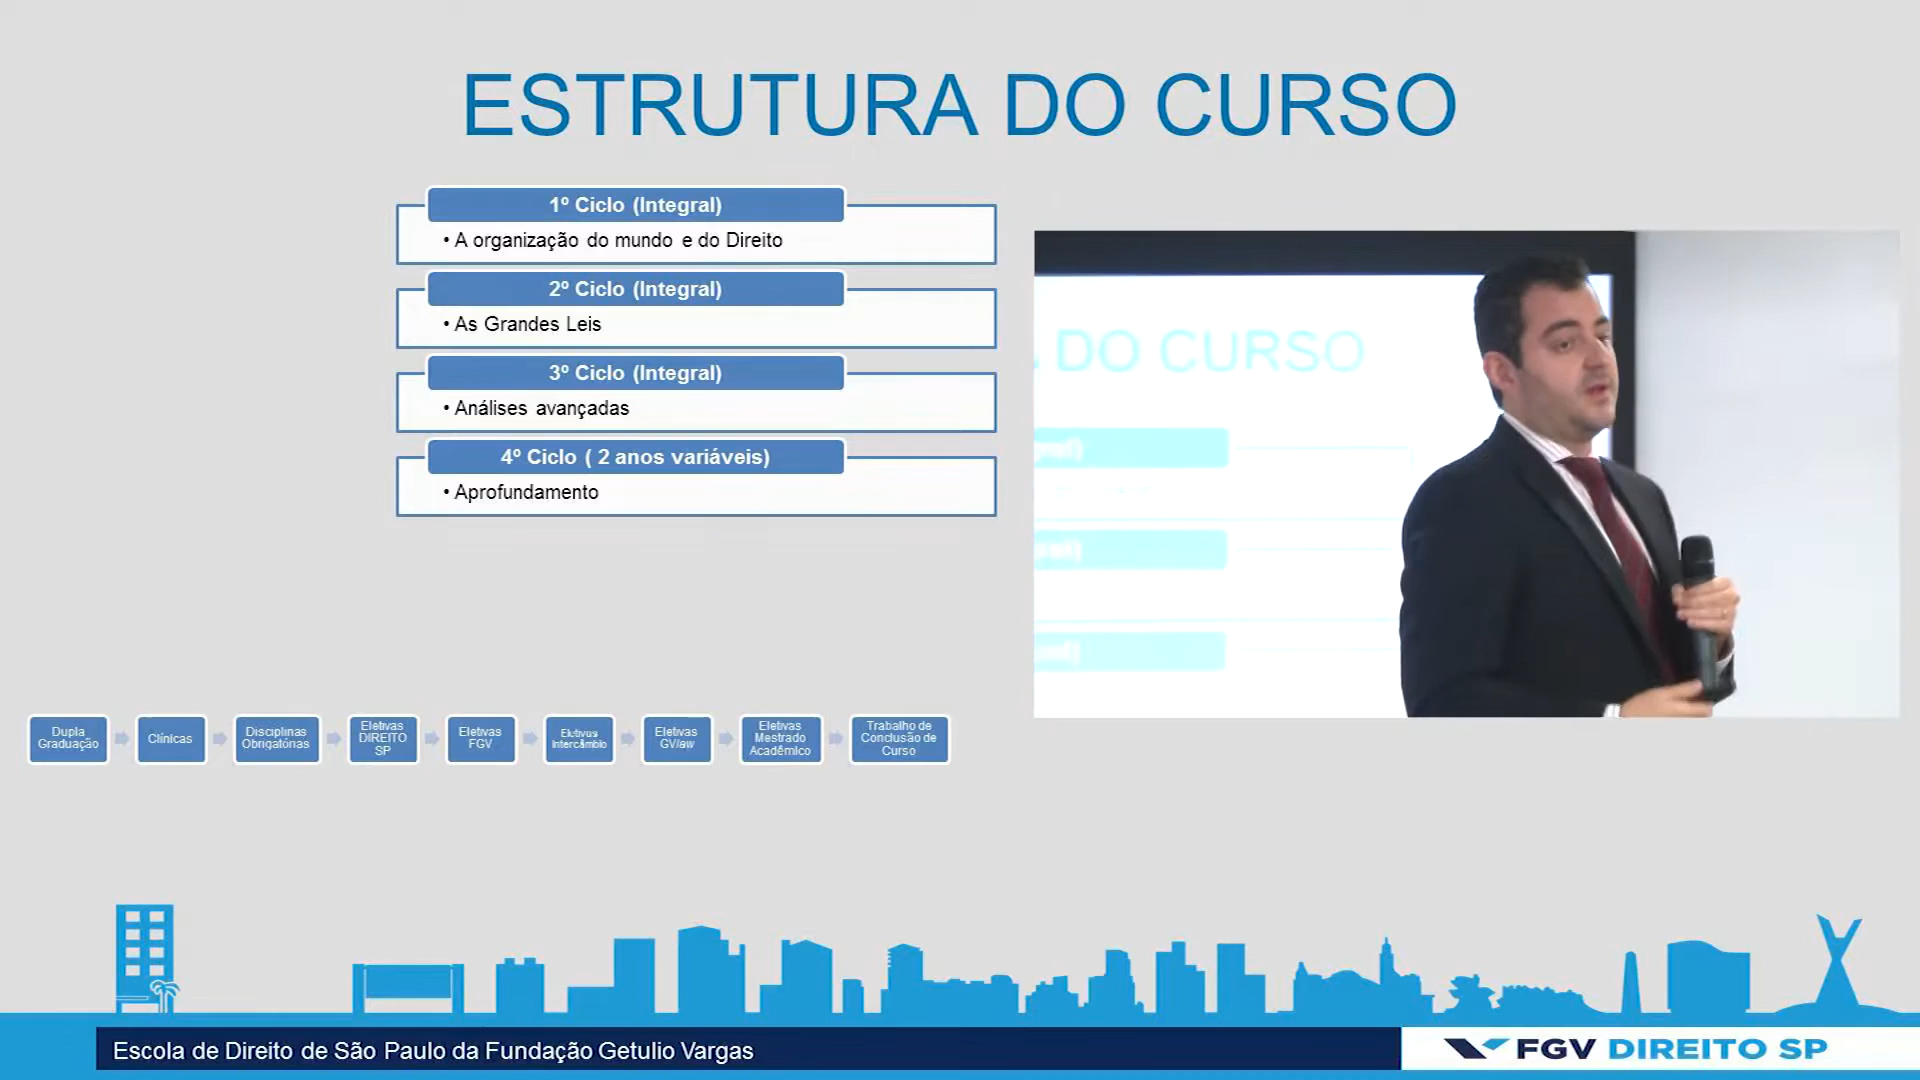 ESTRUTURA DO CURSO
1º Ciclo (Integral)
• A organização do mundo e do Direito
2º Ciclo (Integral)
• As Grandes Leis
3º Ciclo (Integral)
• Análises avançadas
4º Ciclo ( 2 anos variáveis)
• Aprofundamento
DO CURSO
Dupla
Graduação
Clínicas
Disciplinas
Obrigatórias
Eletivas
DIREITO
SP
Eletivas
FGV
Eletivas
Intercâmbio
Eletivas
GVlaw
Eletivas
Mestrado
Acadêmico
Trabalho de
Conclusão de
Curso
Escola de Direito de São Paulo da Fundação Getulio Vargas
FGV DIREITO SP